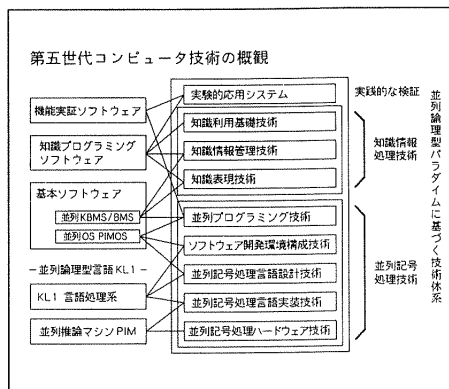 第五世代コンピュータ技術の概観
機能実証ソフトウェア
知識プログラミング
ソフトウェア
基本ソフトウェア
並列KBMS/BMS
並列OS PIMOS
－並列論理型言語 KL1－
KL1 言語処理系
並列推論マシン PIM
実験的応用システム
知識利用基礎技術
知識情報管理技術
知識表現技術
並列プログラミング技術
ソフトウェア開発環境構成技術
並列記号処理言語設計技術
並列記号処理言語実装技術
並列記号処理ハードウェア技術
実践的な検証
知識情報
処理技術
並列記号
処理技術
並列論理型パラダイムに基づく技術体系